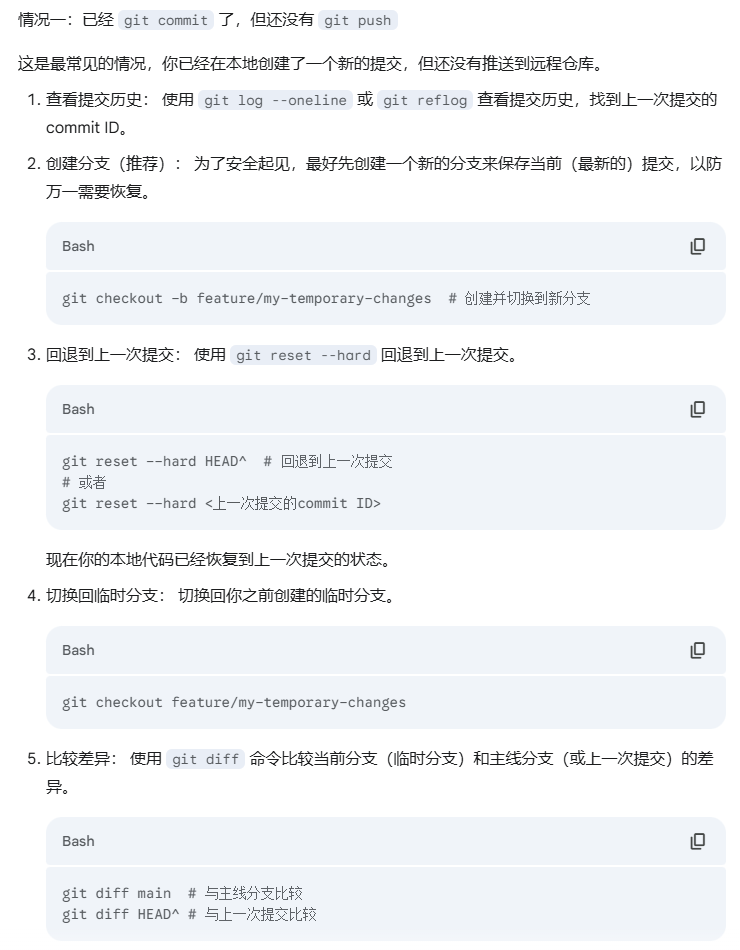 情况一：已经 git commit 了，但还没有 git push
这是最常见的情况，你已经在本地创建了一个新的提交，但还没有推送到远程仓库。
1. 查看提交历史： 使用 git log --oneline 或 git reflog 查看提交历史，找到上一次提交的
commit ID。
2. 创建分支（推荐）： 为了安全起见，最好先创建一个新的分支来保存当前（最新的）提交，以防
万一需要恢复。
Bash
git checkout -b feature/my-temporary-changes  # 创建并切换到新分支
3. 回退到上一次提交： 使用 git reset --hard 回退到上一次提交。
Bash
git reset --hard HEAD^  # 回退到上一次提交
# 或者
git reset --hard <上一次提交的commit ID>
现在你的本地代码已经恢复到上一次提交的状态。
4. 切换回临时分支： 切换回你之前创建的临时分支。
Bash
git checkout feature/my-temporary-changes
5. 比较差异： 使用 git diff 命令比较当前分支（临时分支）和主线分支（或上一次提交）的差
异。
Bash
git diff main  # 与主线分支比较
git diff HEAD^ # 与上一次提交比较